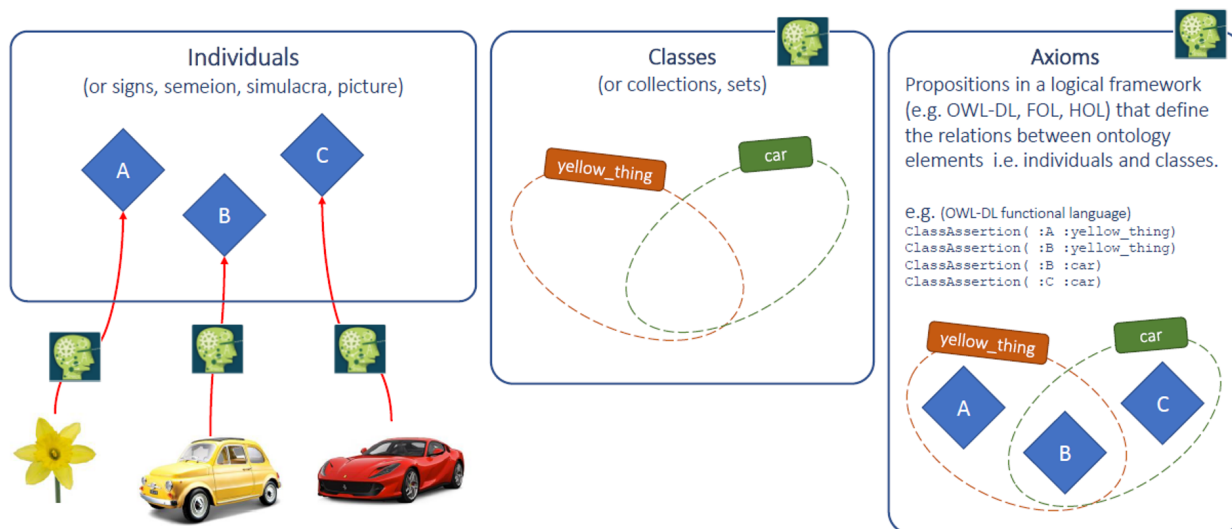 Individuals
(or signs, semeion, simulacra, picture)
A
B
C
Classes
(or collections, sets)
yellow_thing
car
Axioms
Propositions in a logical framework
(e.g. OWL-DL, FOL, HOL) that define
the relations between ontology
elements i.e. individuals and classes.
e.g. (OWL-DL functional language)
ClassAssertion( :A :yellow_thing)
ClassAssertion( :B :yellow_thing)
ClassAssertion( :B :car)
ClassAssertion( :C :car)
yellow_thing
car
A
B
C